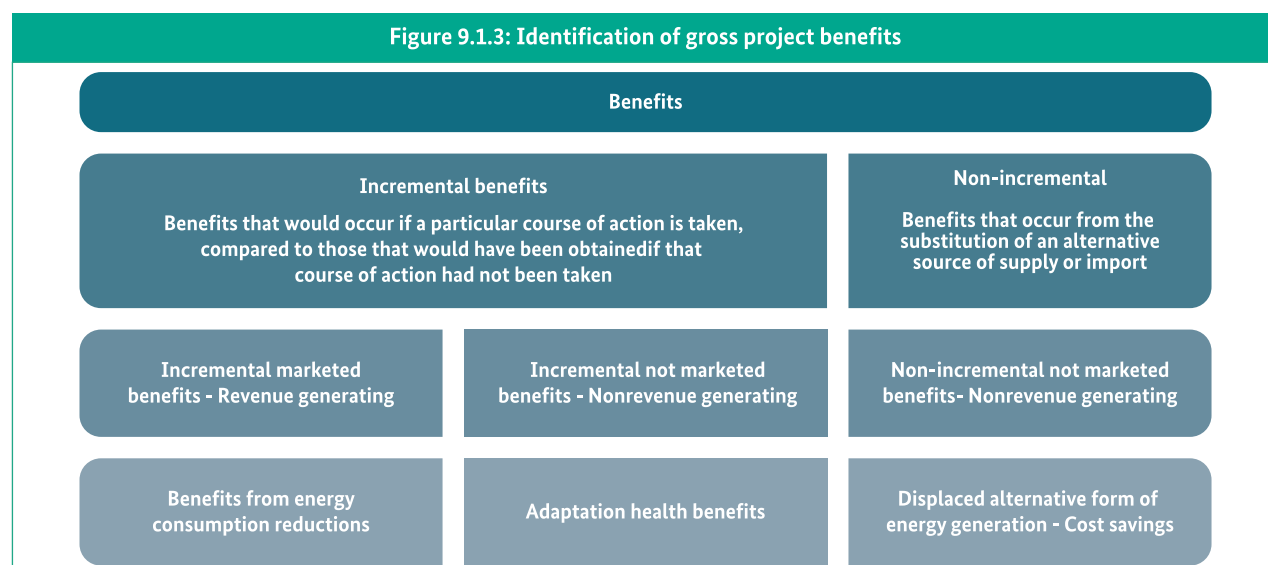 Figure 9.1.3: Identification of gross project benefits
Benefits
Incremental benefits
Benefits that would occur if a particular course of action is taken,
compared to those that would have been obtainedif that
course of action had not been taken
Non-incremental
Benefits that occur from the
substitution of an alternative
source of supply or import
Incremental marketed
benefits - Revenue generating
Incremental not marketed
benefits - Nonrevenue generating
Non-incremental not marketed
benefits- Nonrevenue generating
Benefits from energy
consumption reductions
Adaptation health benefits
Displaced alternative form of
energy generation - Cost savings